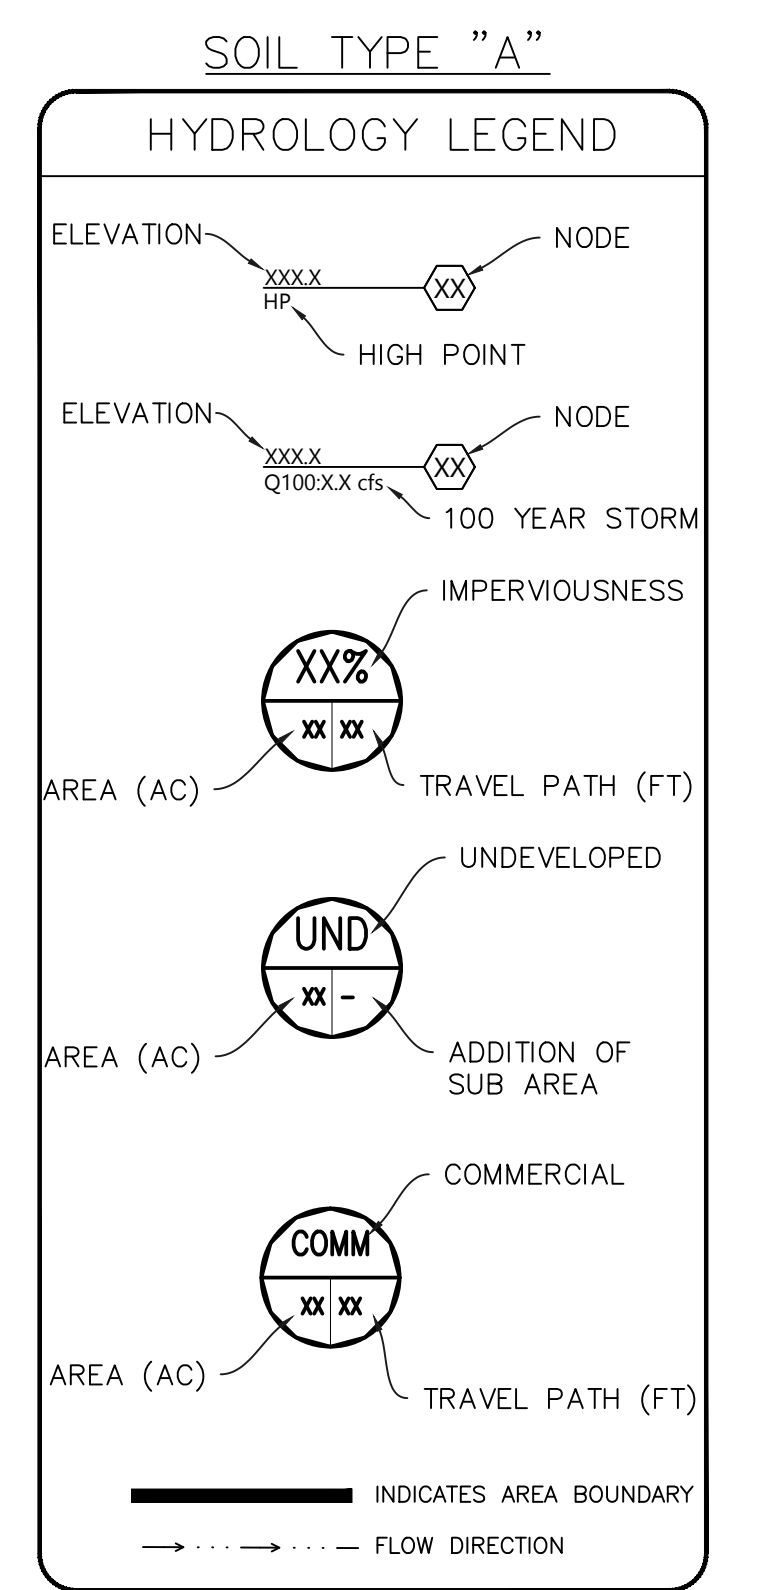 SOIL TYPE "A"
HYDROLOGY LEGEND
ELEVATION
NODE
XXX.X
XX
HP
HIGH POINT
ELEVATION
NODE
XXX.X
XX
Q100:X.X cfs
100 YEAR STORM
IMPERVIOUSNESS
XX%
XX XX
AREA (AC)
TRAVEL PATH (FT)
UNDEVELOPED
UND
XX -
AREA (AC)
ADDITION OF
SUB AREA
COMMERCIAL
COMM
XX XX
AREA (AC)
TRAVEL PATH (FT)
INDICATES AREA BOUNDARY
FLOW DIRECTION